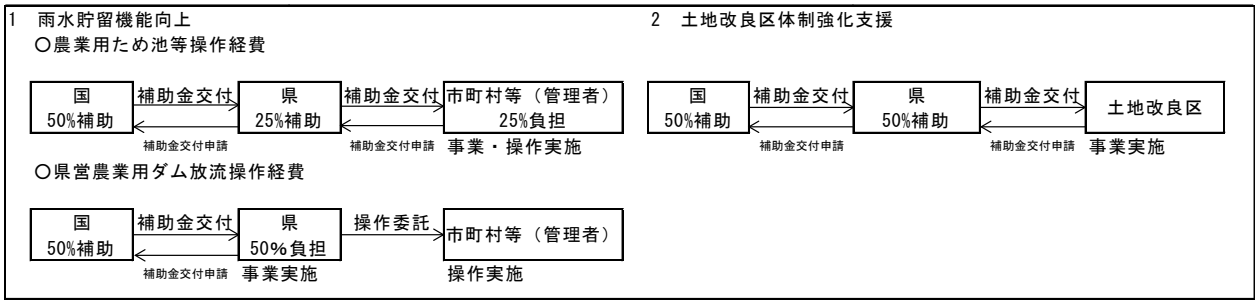 1　雨水貯留機能向上
〇農業用ため池等操作経費
国
50%補助
補助金交付
補助金交付申請
県
25%補助
補助金交付
補助金交付申請
市町村等（管理者）
25%負担
事業・操作実施
〇県営農業用ダム放流操作経費
国
50%補助
補助金交付
補助金交付申請
県
50％負担
事業実施
操作委託
市町村等（管理者）
操作実施
2　土地改良区体制強化支援
国
50%補助
補助金交付
補助金交付申請
県
50%補助
補助金交付
補助金交付申請
土地改良区
事業実施